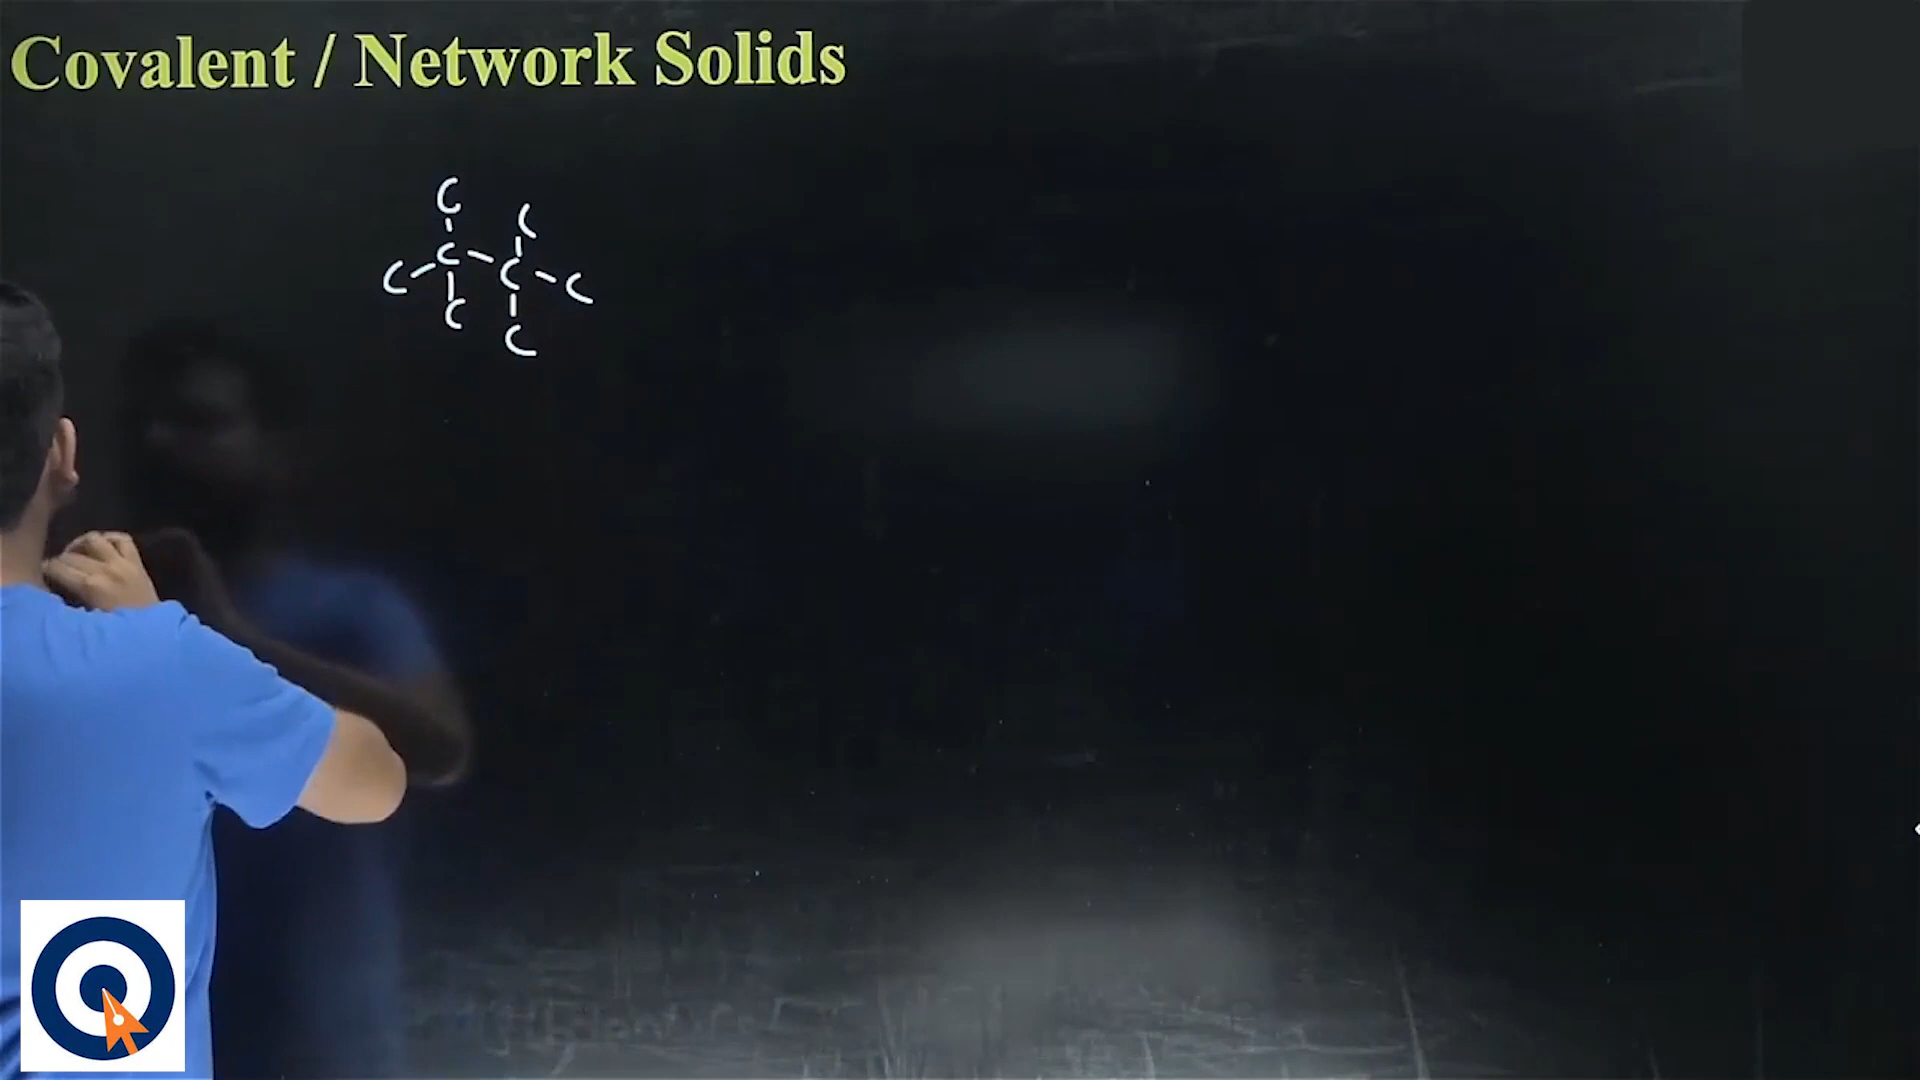 Covalent / Network Solids
C C
C - C - C - C
C C